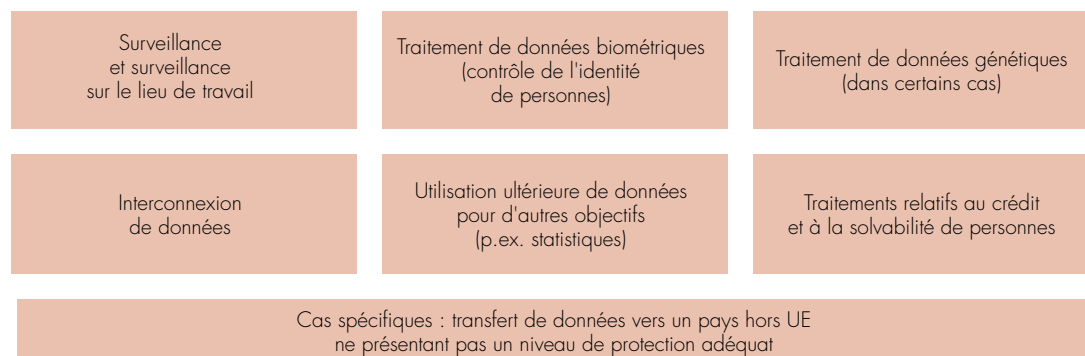 Surveillance
et surveillance
sur le lieu de travail
Traitement de données biométriques
(contrôle de l'identité
de personnes)
Traitement de données génétiques
(dans certains cas)
Interconnexion
de données
Utilisation ultérieure de données
pour d'autres objectifs
(p.ex. statistiques)
Traitements relatifs au crédit
et à la solvabilité de personnes
Cas spécifiques : transfert de données vers un pays hors UE
ne présentant pas un niveau de protection adéquat